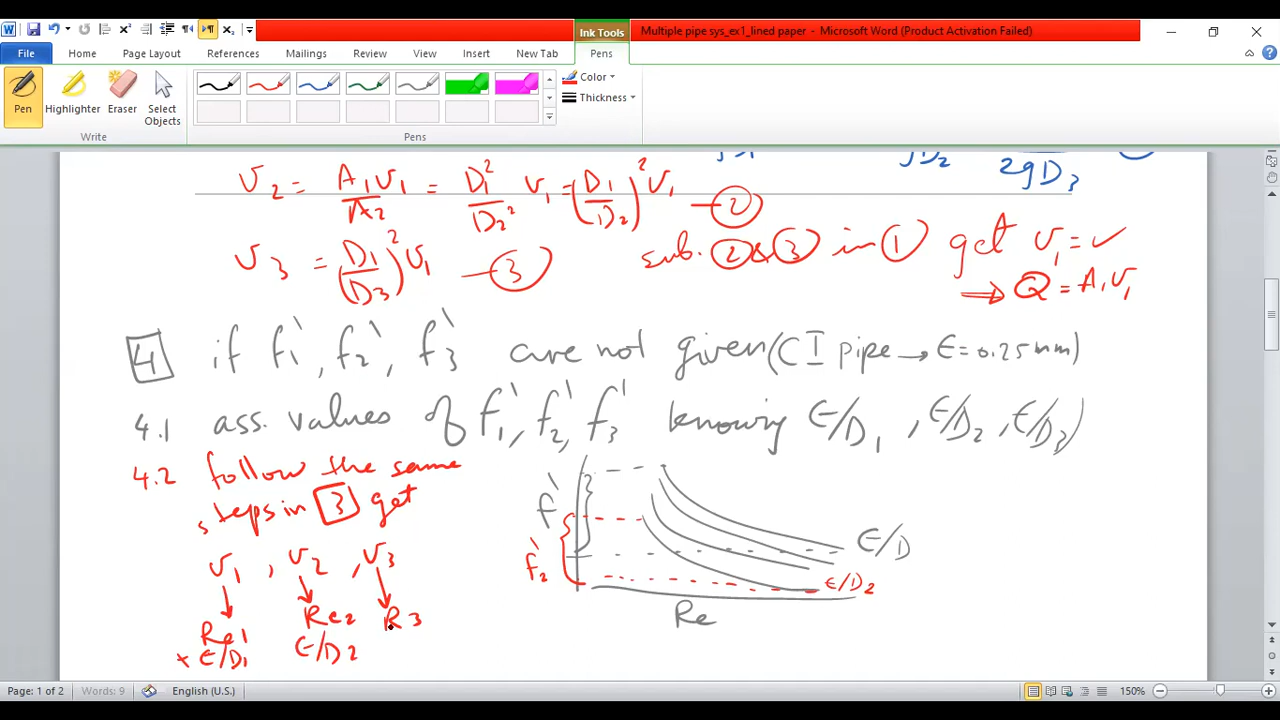 Ink Tools
Multiple pipe sys_ex1_lined paper - Microsoft Word (Product Activation Failed)
File Home Page Layout References Mailings Review View Insert New Tab Pens
Pen Highlighter Eraser Select Objects
Color
Thickness
Write
Pens
2gD3
V2 = A1V1/A2 = D1²/D2² V1 = (D1/D2)² V1 — 2
V3 = (D1/D3)² V1 — 3
sub. 2 & 3 in 1 get V1 = ✓
⇒ Q = A1V1
4 if f1`, f2`, f3` are not given (CI pipe → ϵ=0.25mm)
4.1 ass. values of f1`, f2`, f3` knowing ϵ/D1, ϵ/D2, ϵ/D3)
4.2 follow the same
steps in 3 get
V1, V2, V3
Re1 Re2 R3
+ ϵ/D1 ϵ/D2
f`
f2`
ϵ/D
ϵ/D2
Re
Page: 1 of 2 Words: 9 English (U.S.) 150%